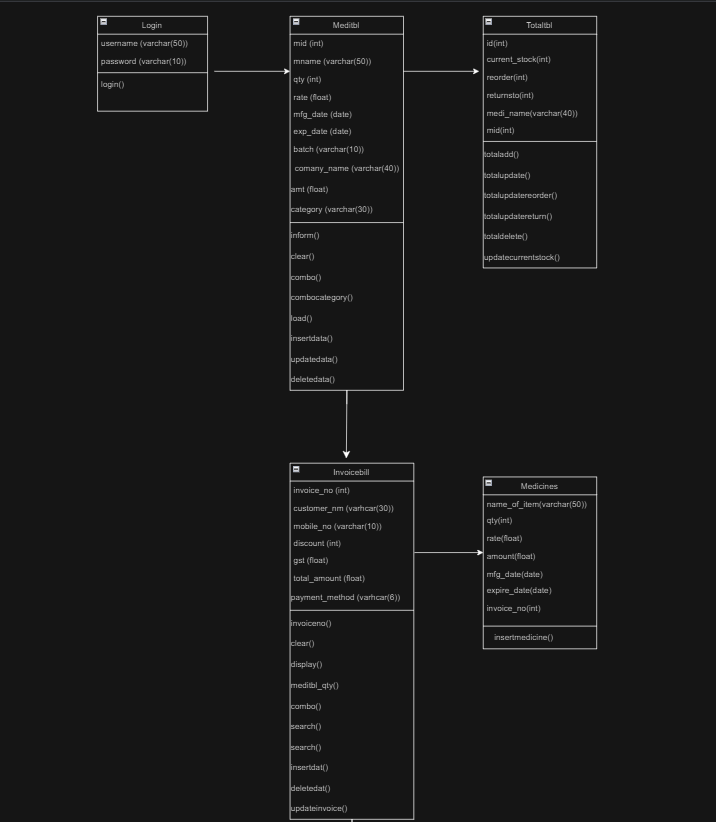 Login
username (varchar(50))
password (varchar(10))
login()
Meditbl
mid (int)
mname (varchar(50))
qty (int)
rate (float)
mfg_date (date)
exp_date (date)
batch (varchar(10))
comany_name (varchar(40))
amt (float)
category (varchar(30))
inform()
clear()
combo()
combocategory()
load()
insertdata()
updatedata()
deletedata()
Totaltbl
id(int)
current_stock(int)
reorder(int)
returnsto(int)
medi_name(varchar(40))
mid(int)
totaladd()
totalupdate()
totalupdatereorder()
totalupdatereturn()
totaldelete()
updatecurrentstock()
Invoicebill
invoice_no (int)
customer_nm (varhcar(30))
mobile_no (varchar(10))
discount (int)
gst (float)
total_amount (float)
payment_method (varhcar(6))
invoiceno()
clear()
display()
meditbl_qty()
combo()
search()
search()
insertdat()
deletedat()
updateinvoice()
Medicines
name_of_item(varchar(50))
qty(int)
rate(float)
amount(float)
mfg_date(date)
expire_date(date)
invoice_no(int)
insertmedicine()